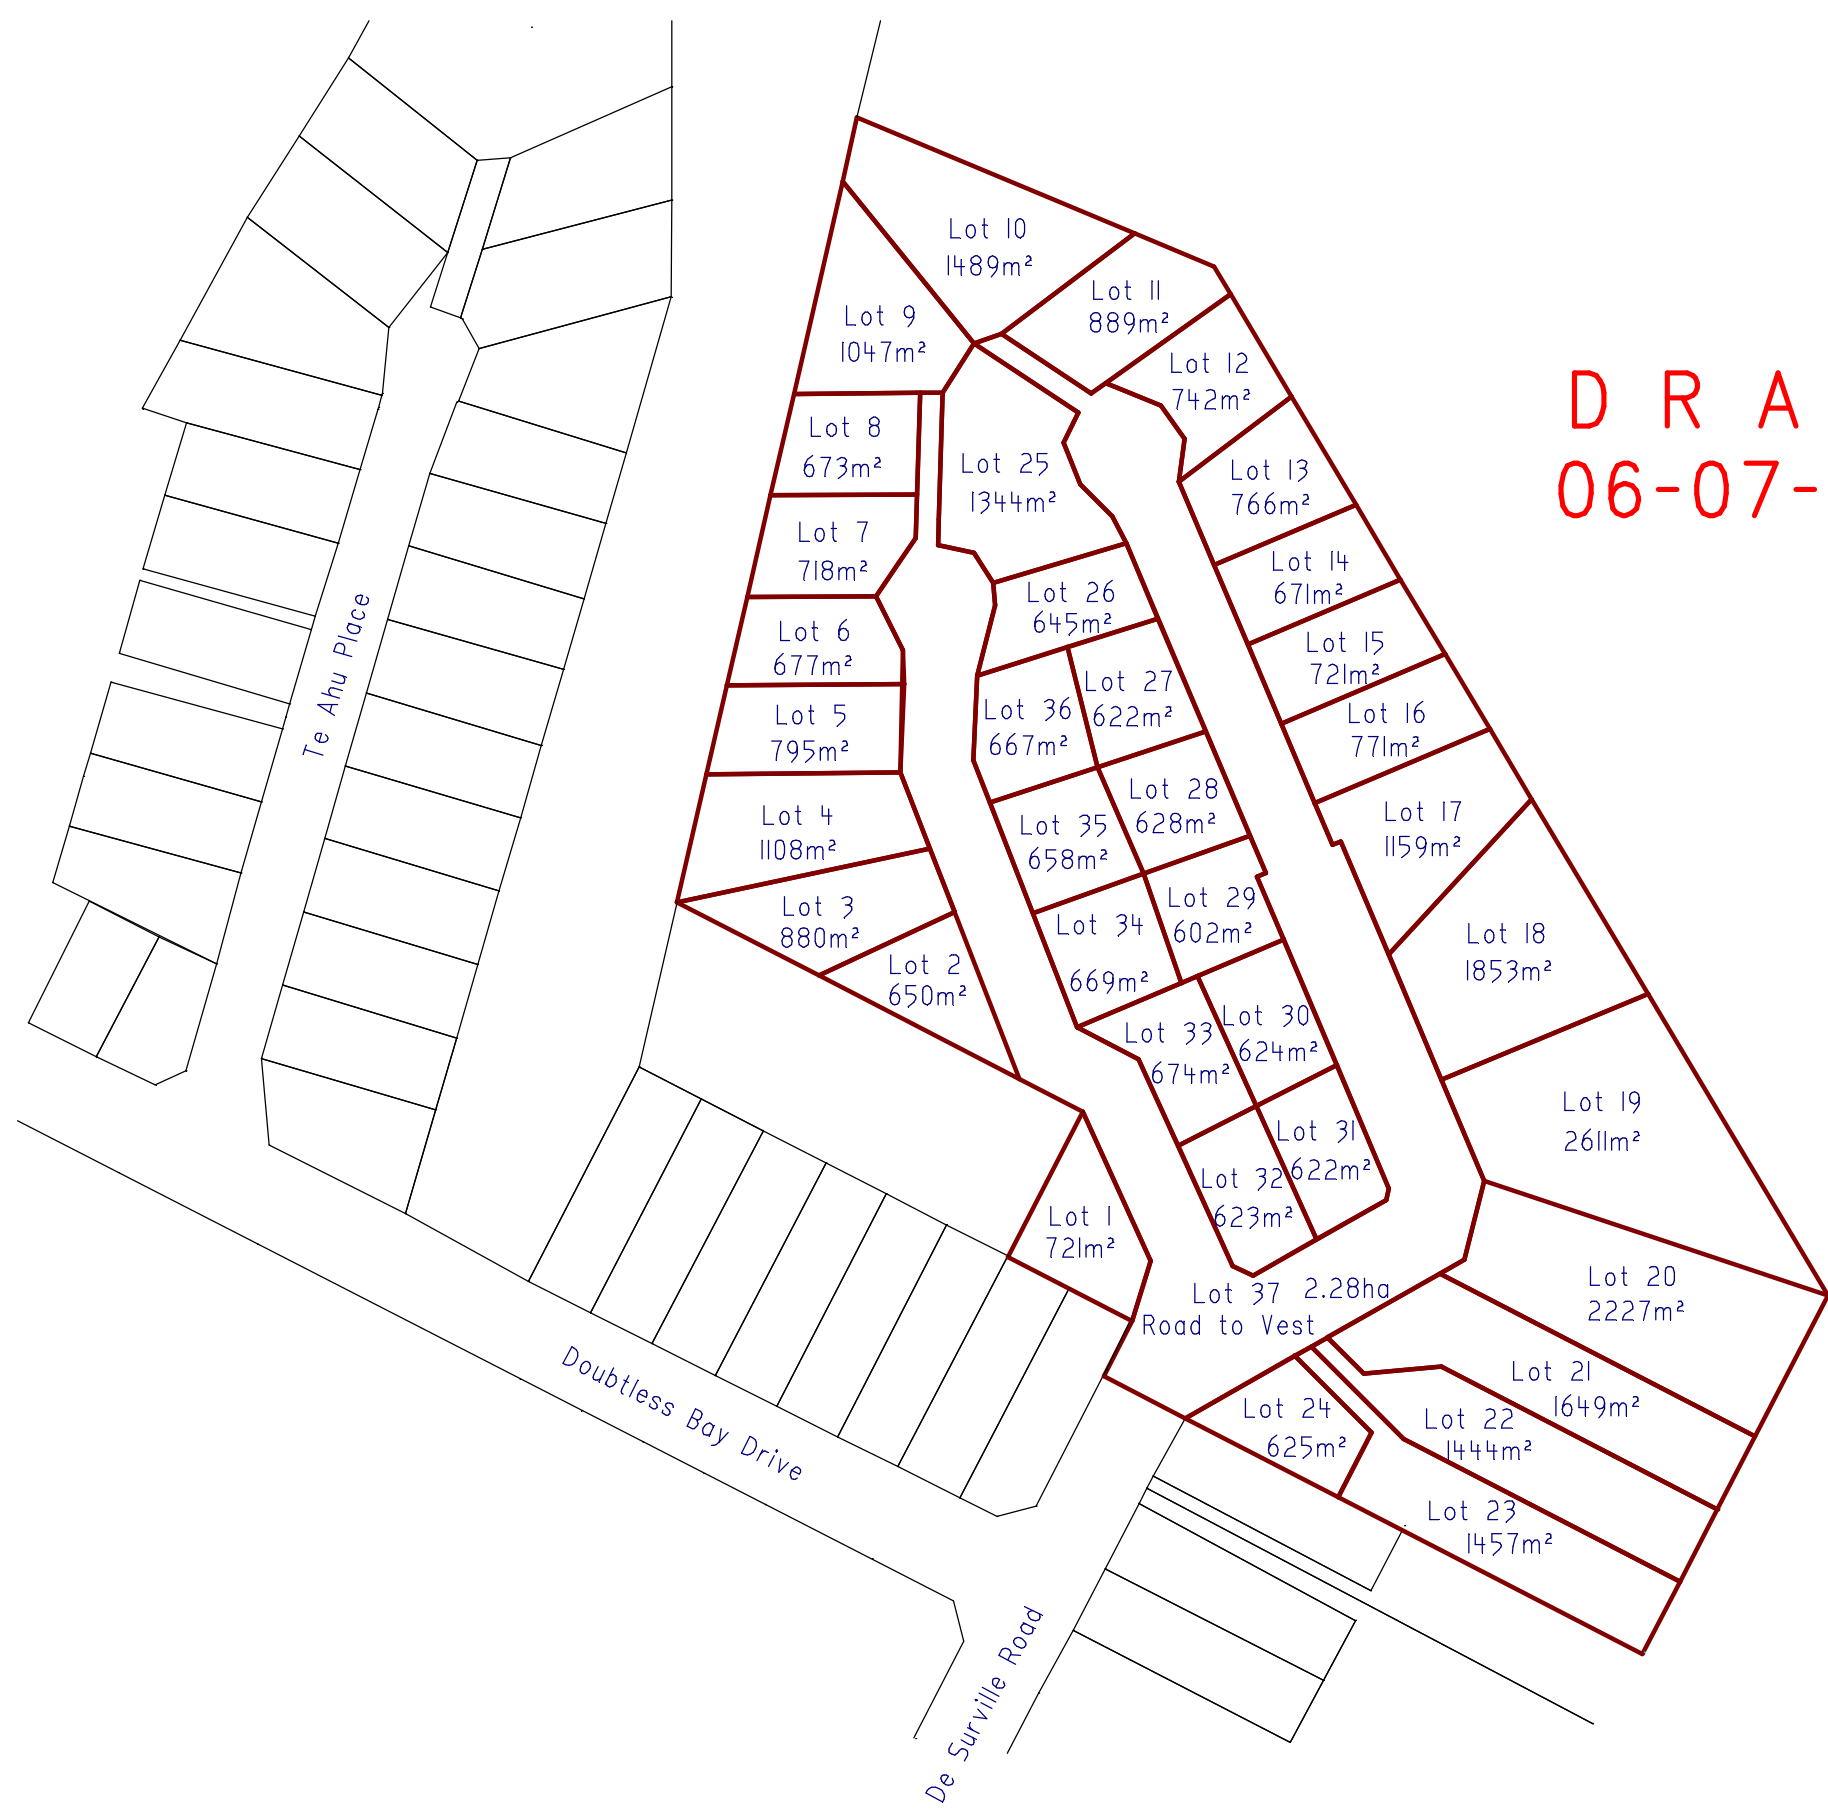 Lot 10
1489m²
Lot 11
889m²
Lot 9
1047m²
Lot 12
742m²
D R A
06-07-
Lot 8
673m²
Lot 25
1344m²
Lot 13
766m²
Lot 7
718m²
Lot 14
671m²
Lot 26
645m²
Lot 6
677m²
Lot 15
721m²
Te Ahu Place
Lot 27
622m²
Lot 36
667m²
Lot 5
795m²
Lot 16
771m²
Lot 28
628m²
Lot 4
1108m²
Lot 35
658m²
Lot 17
1159m²
Lot 3
880m²
Lot 29
602m²
Lot 34
669m²
Lot 18
1853m²
Lot 2
650m²
Lot 33
674m²
Lot 30
624m²
Lot 19
2611m²
Lot 31
622m²
Lot 32
623m²
Lot 1
721m²
Lot 37 2.28ha
Road to Vest
Lot 20
2227m²
Lot 21
1649m²
Lot 24
625m²
Lot 22
1444m²
Doubtless Bay Drive
Lot 23
1457m²
De Surville Road